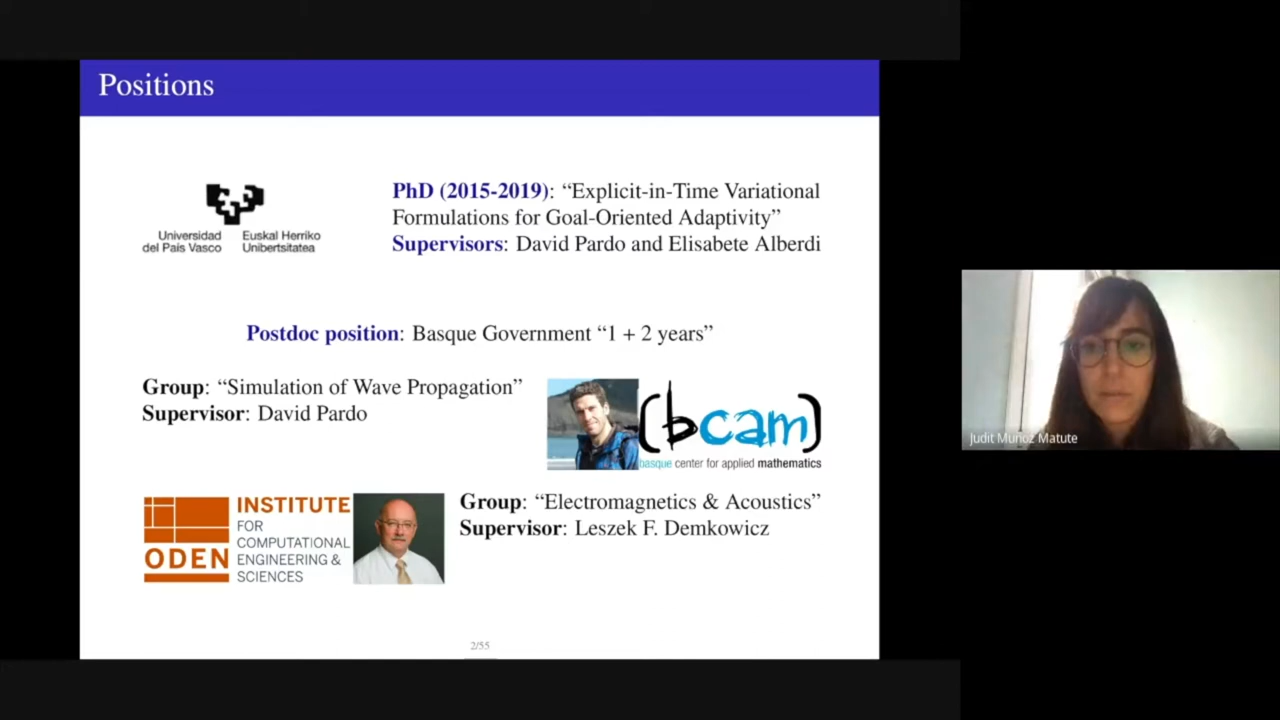 Positions
Universidad
del País Vasco
Euskal Herriko
Unibertsitatea
PhD (2015-2019): “Explicit-in-Time Variational
Formulations for Goal-Oriented Adaptivity”
Supervisors: David Pardo and Elisabete Alberdi
Postdoc position: Basque Government “1 + 2 years”
Group: “Simulation of Wave Propagation”
Supervisor: David Pardo
(bcam)
basque center for applied mathematics
ODEN
INSTITUTE
FOR
COMPUTATIONAL
ENGINEERING &
SCIENCES
Group: “Electromagnetics & Acoustics”
Supervisor: Leszek F. Demkowicz
2/55
Judit Muñoz Matute